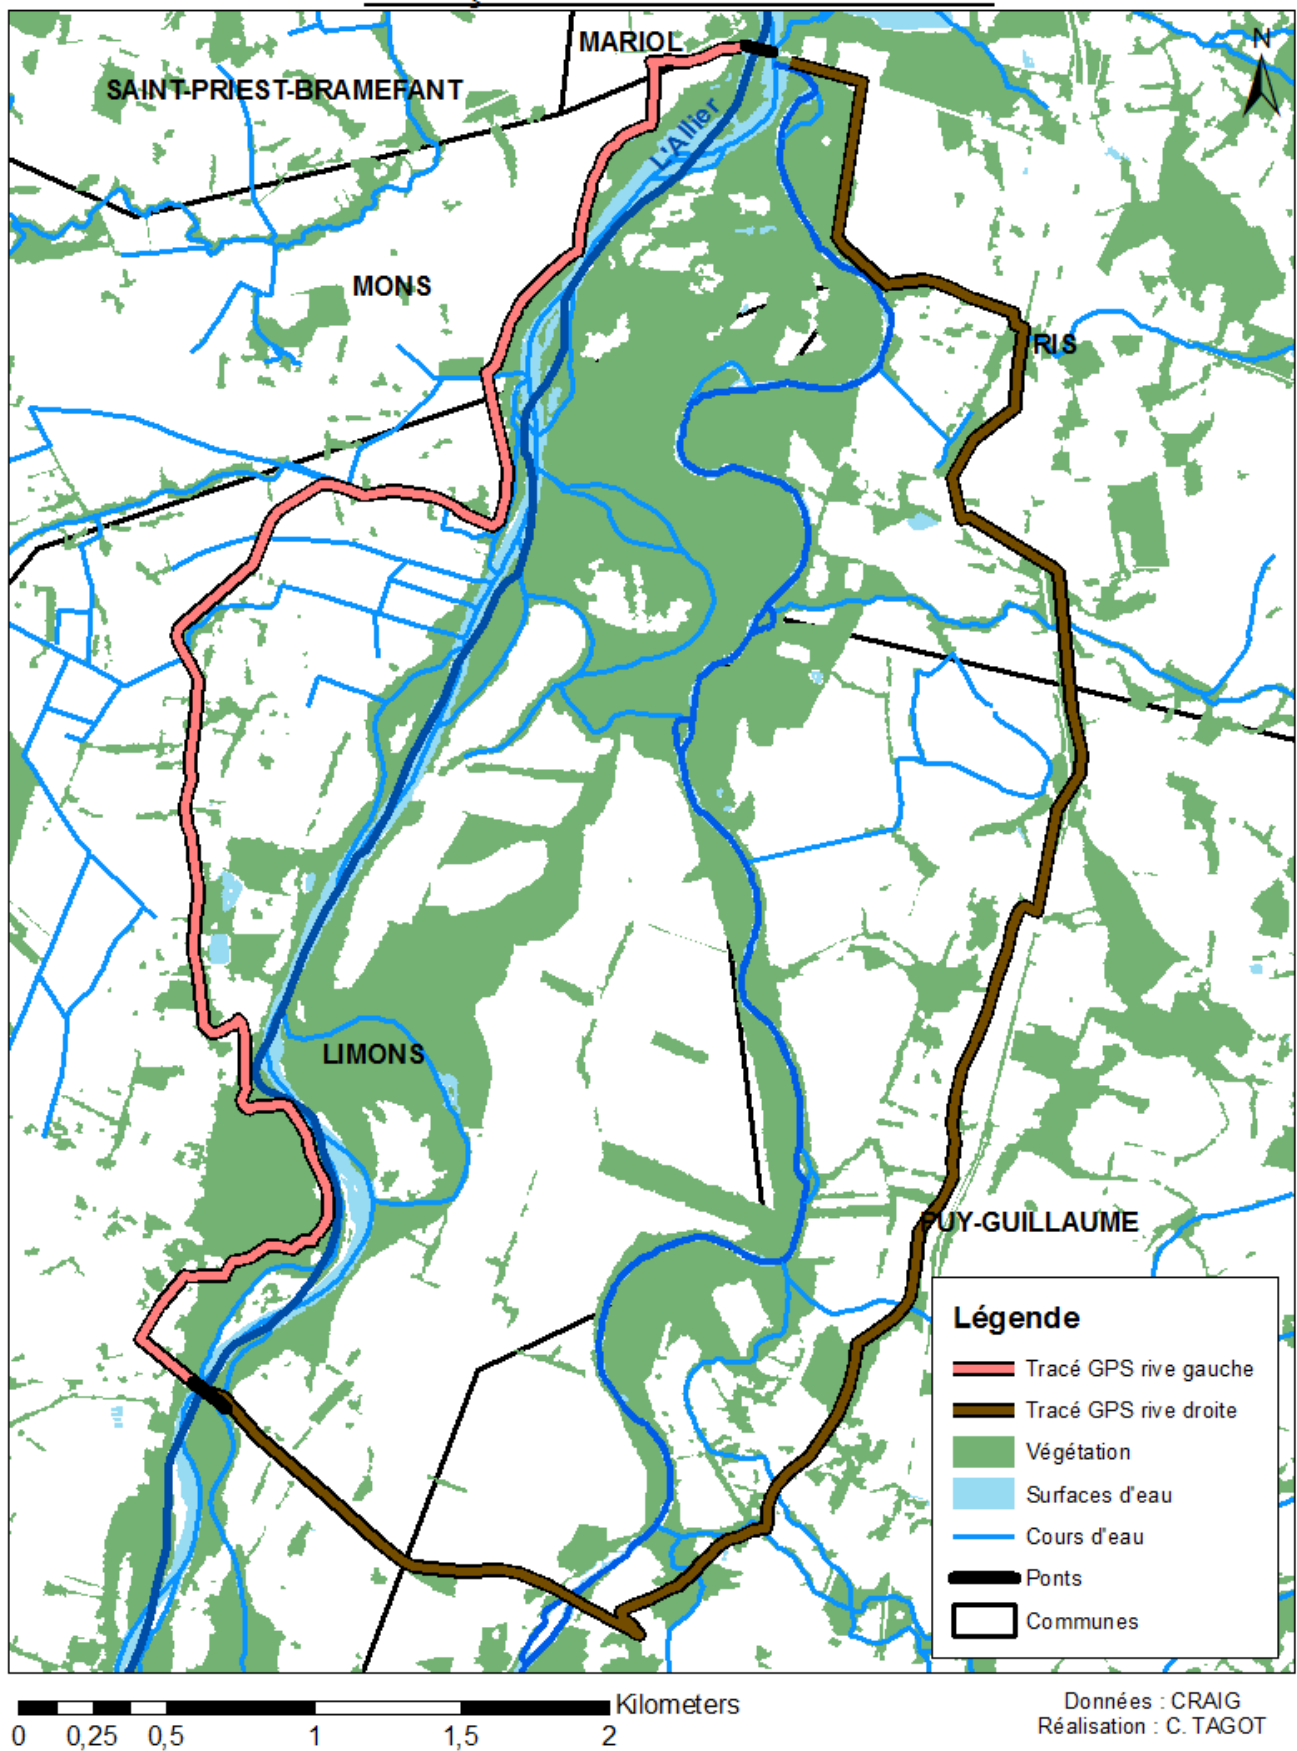 MARIOL
N
SAINT-PRIEST-BRAMEFANT
L'Allier
MONS
RIS
LIMONS
PUY-GUILLAUME
Légende
Tracé GPS rive gauche
Tracé GPS rive droite
Végétation
Surfaces d'eau
Cours d'eau
Ponts
Communes
Kilometers
0 0,25 0,5 1 1,5 2
Données : CRAIG
Réalisation : C. TAGOT